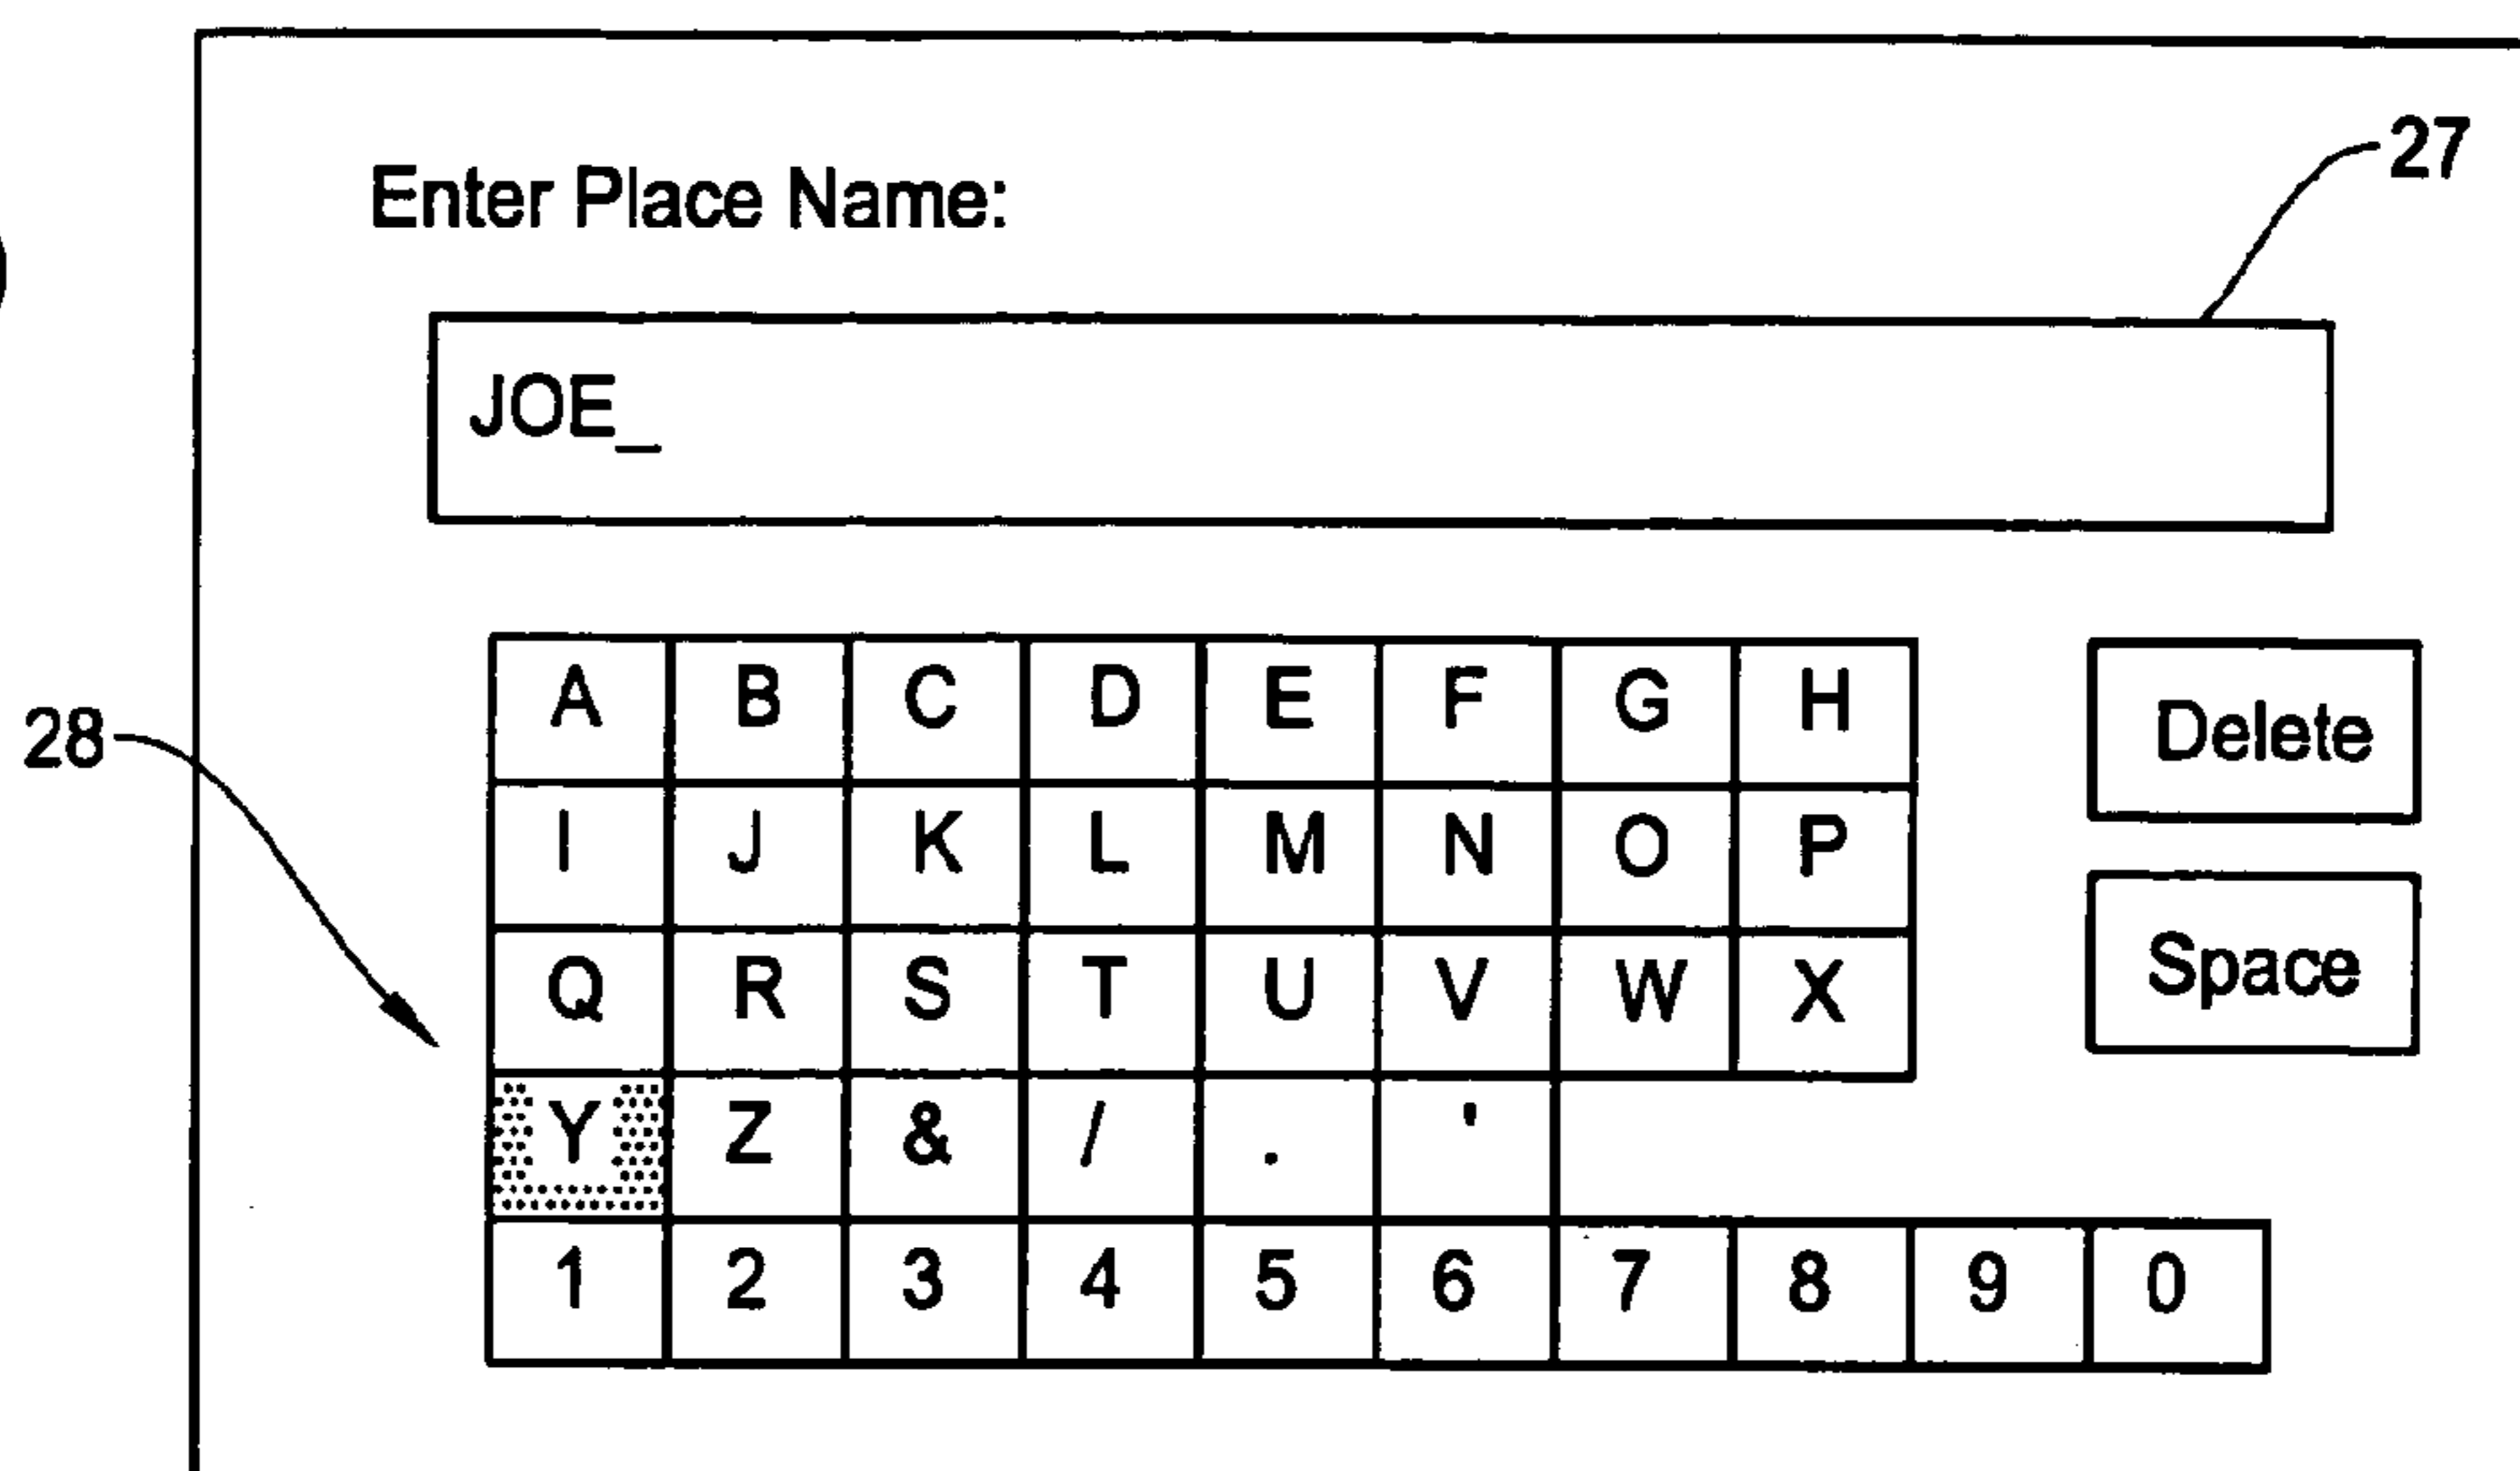 27
Enter Place Name:
JOE_
28
A B C D E F G H
Delete
I J K L M N O P
Q R S T U V W X
Space
Y Z & / . '
1 2 3 4 5 6 7 8 9 0